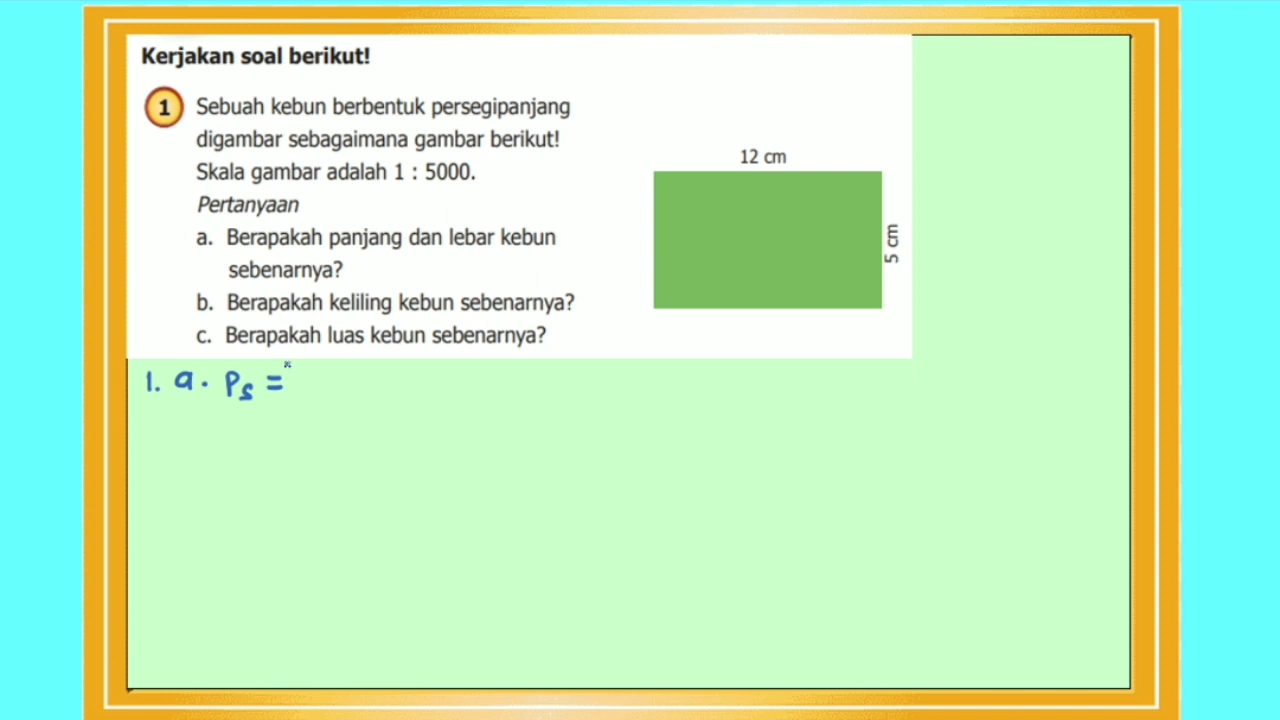 Kerjakan soal berikut!
1 Sebuah kebun berbentuk persegipanjang
digambar sebagaimana gambar berikut!
Skala gambar adalah 1 : 5000.
Pertanyaan
a. Berapakah panjang dan lebar kebun
sebenarnya?
b. Berapakah keliling kebun sebenarnya?
c. Berapakah luas kebun sebenarnya?
12 cm
5 cm
1. a. Ps =